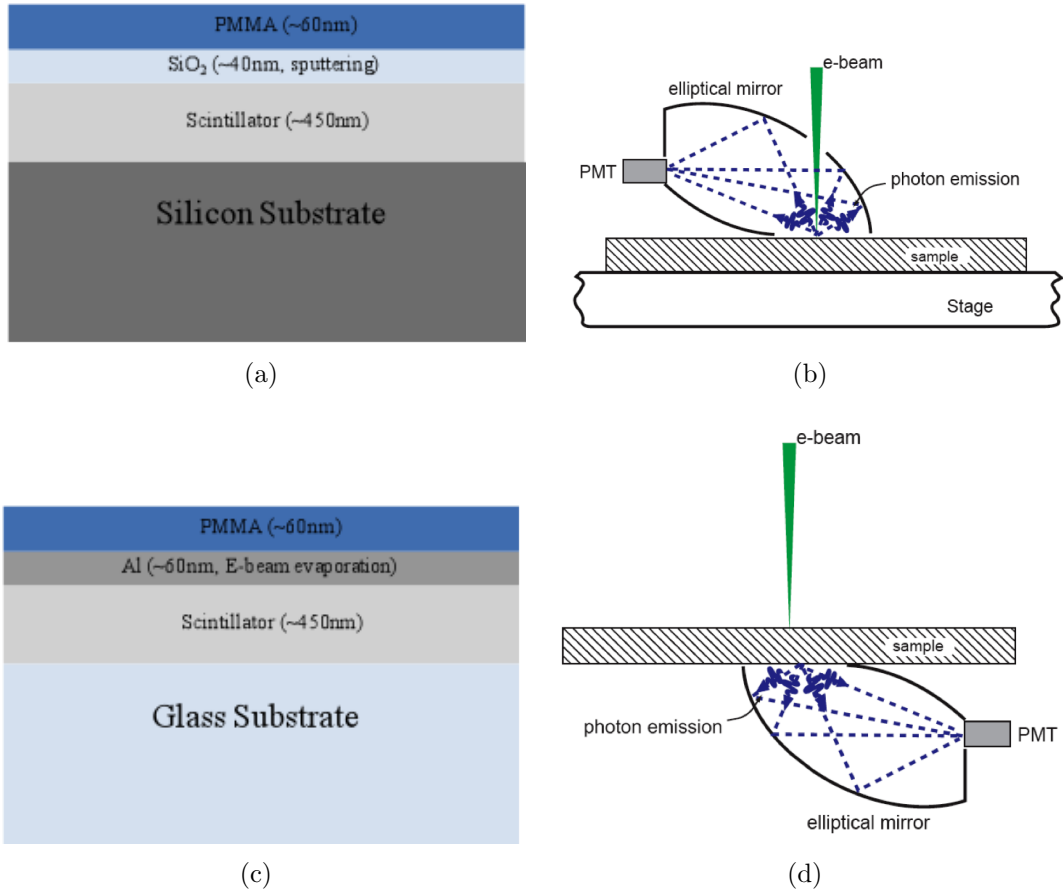 PMMA (~60nm)
SiO₂ (~40nm, sputtering)
Scintillator (~450nm)
Silicon Substrate
(a)
e-beam
elliptical mirror
PMT
photon emission
sample
Stage
(b)
PMMA (~60nm)
Al (~60nm, E-beam evaporation)
Scintillator (~450nm)
Glass Substrate
(c)
e-beam
sample
photon emission
PMT
elliptical mirror
(d)